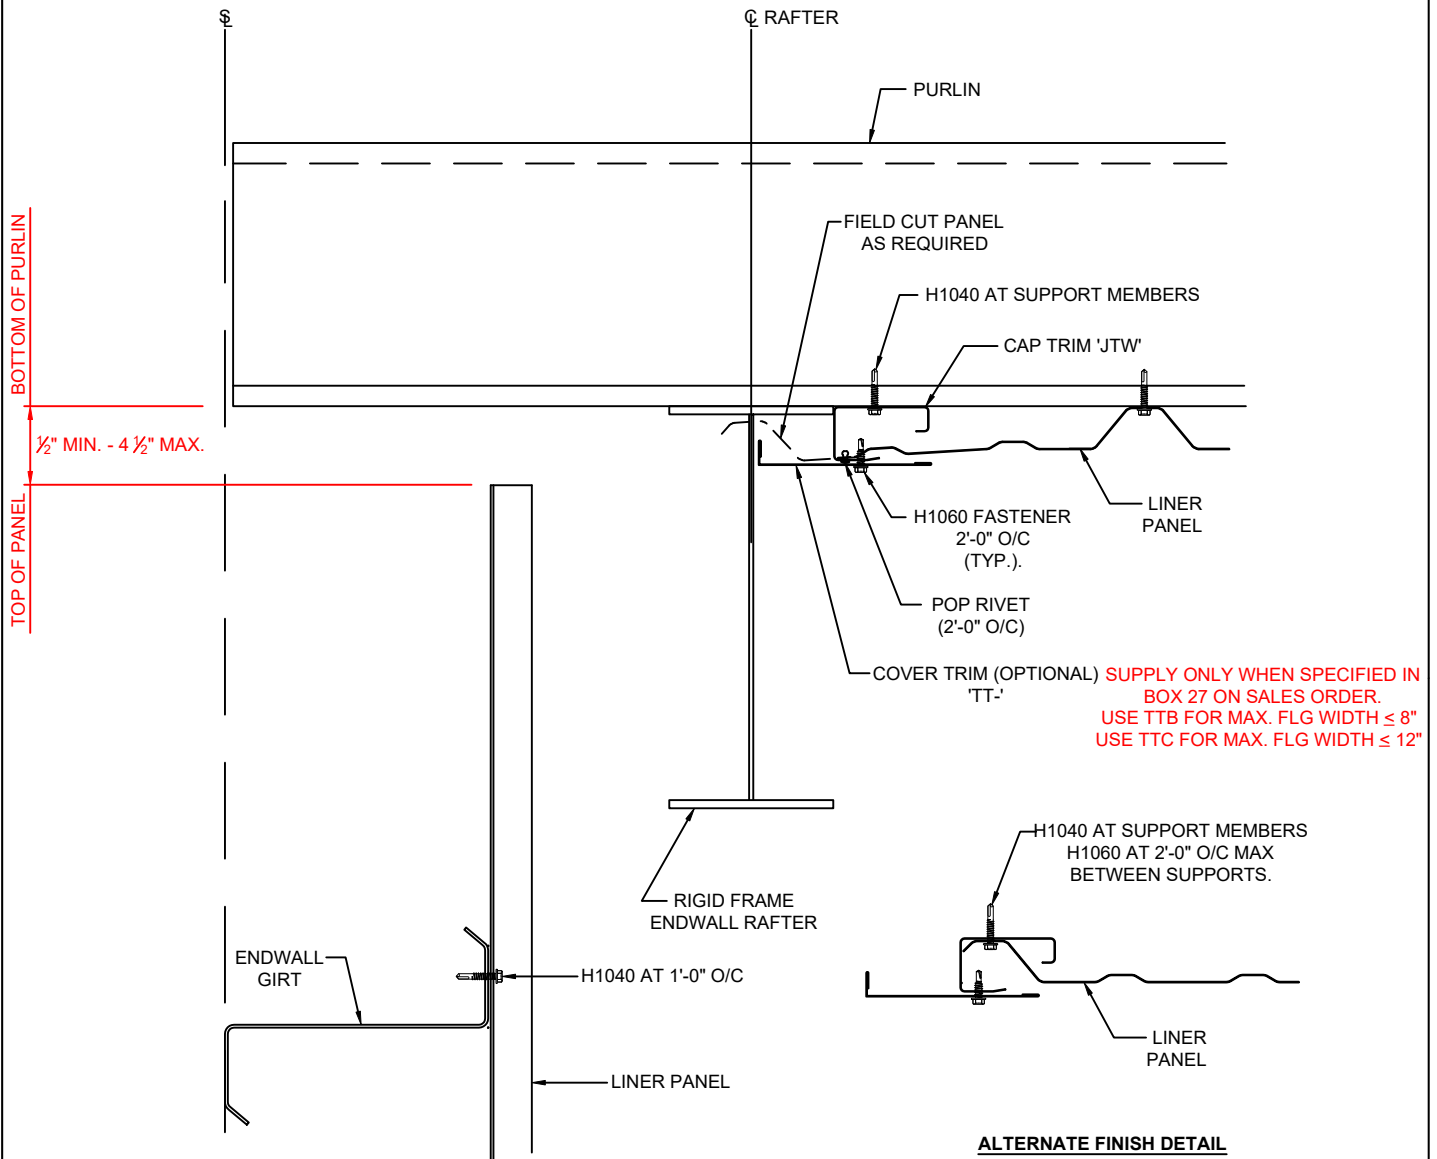 ℄ RAFTER
PURLIN
FIELD CUT PANEL
AS REQUIRED
H1040 AT SUPPORT MEMBERS
CAP TRIM 'JTW'
BOTTOM OF PURLIN
½" MIN. - 4 ½" MAX.
TOP OF PANEL
H1060 FASTENER
2'-0" O/C
(TYP.).
LINER
PANEL
POP RIVET
(2'-0" O/C)
COVER TRIM (OPTIONAL)
'TT-'
SUPPLY ONLY WHEN SPECIFIED IN
BOX 27 ON SALES ORDER.
USE TTB FOR MAX. FLG WIDTH ≤ 8"
USE TTC FOR MAX. FLG WIDTH ≤ 12"
H1040 AT SUPPORT MEMBERS
H1060 AT 2'-0" O/C MAX
BETWEEN SUPPORTS.
RIGID FRAME
ENDWALL RAFTER
ENDWALL
GIRT
H1040 AT 1'-0" O/C
LINER
PANEL
LINER PANEL
ALTERNATE FINISH DETAIL